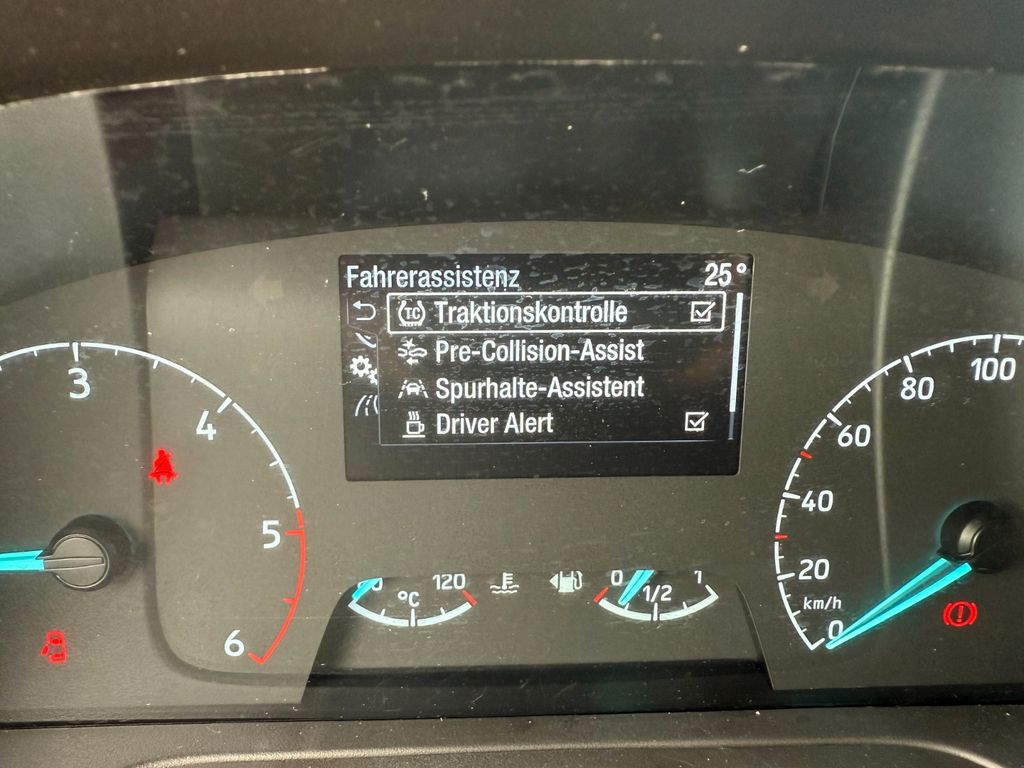 Fahrerassistenz 25°
TC Traktionskontrolle
Pre-Collision-Assist
Spurhalte-Assistent
Driver Alert
3
4
5
6
120
°C
0
1/2
1
0
20
40
60
80
100
km/h